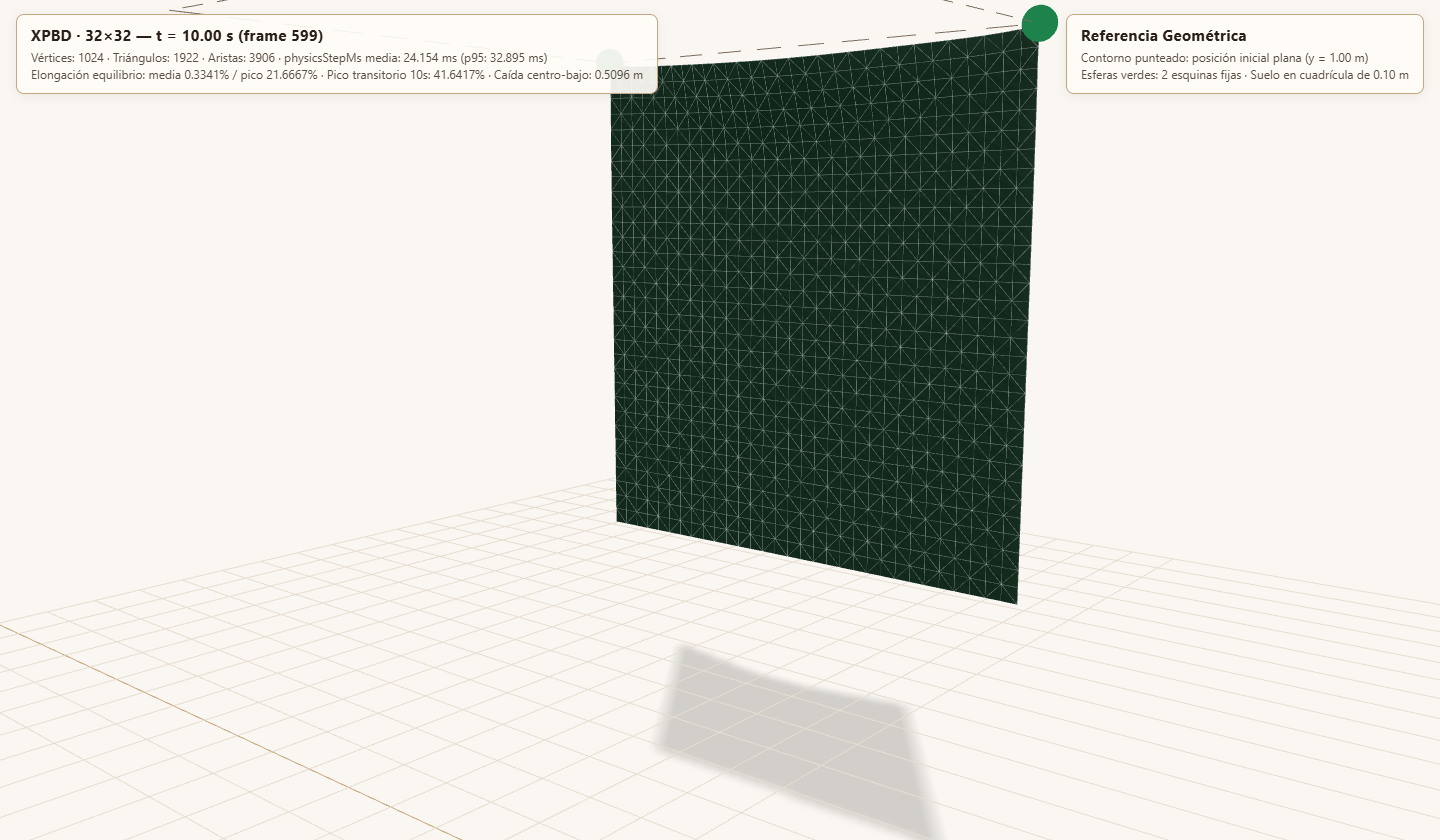 XPBD · 32×32 — t = 10.00 s (frame 599)
Vértices: 1024 · Triángulos: 1922 · Aristas: 3906 · physicsStepMs media: 24.154 ms (p95: 32.895 ms)
Elongación equilibrio: media 0.3341% / pico 21.6667% · Pico transitorio 10s: 41.6417% · Caída centro-bajo: 0.5096 m
Referencia Geométrica
Contorno punteado: posición inicial plana (y = 1.00 m)
Esferas verdes: 2 esquinas fijas · Suelo en cuadrícula de 0.10 m